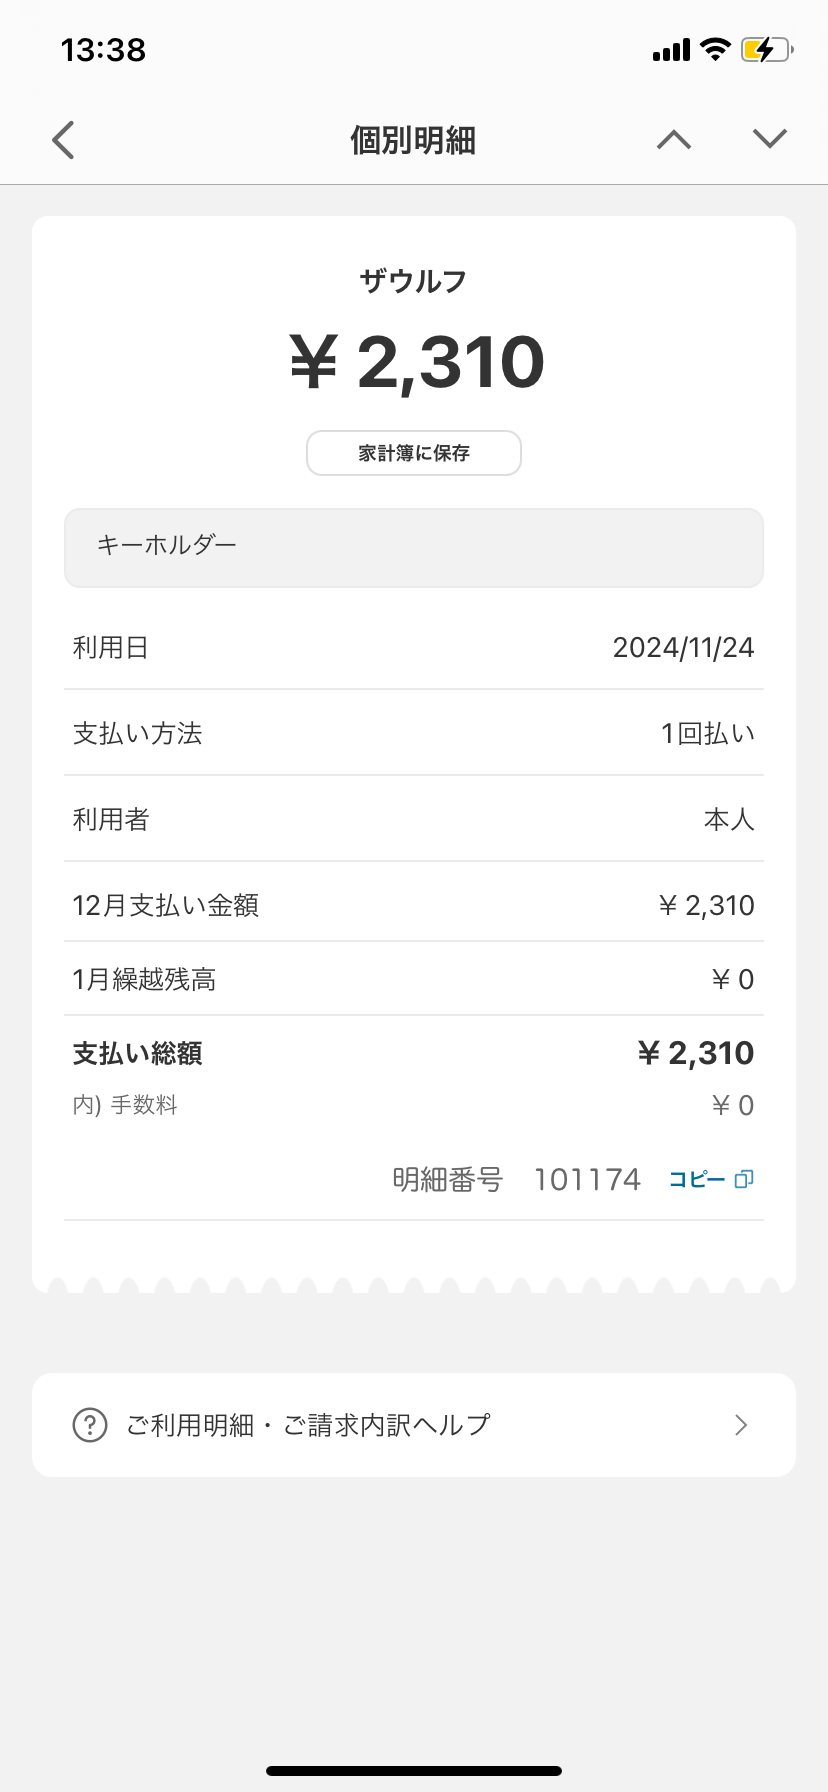 13:38
個別明細
ザウルフ
¥ 2,310
家計簿に保存
キーホルダー
利用日 2024/11/24
支払い方法 1回払い
利用者 本人
12月支払い金額 ¥ 2,310
1月繰越残高 ¥ 0
支払い総額 ¥ 2,310
内) 手数料 ¥ 0
明細番号 101174 コピー
ご利用明細・ご請求内訳ヘルプ